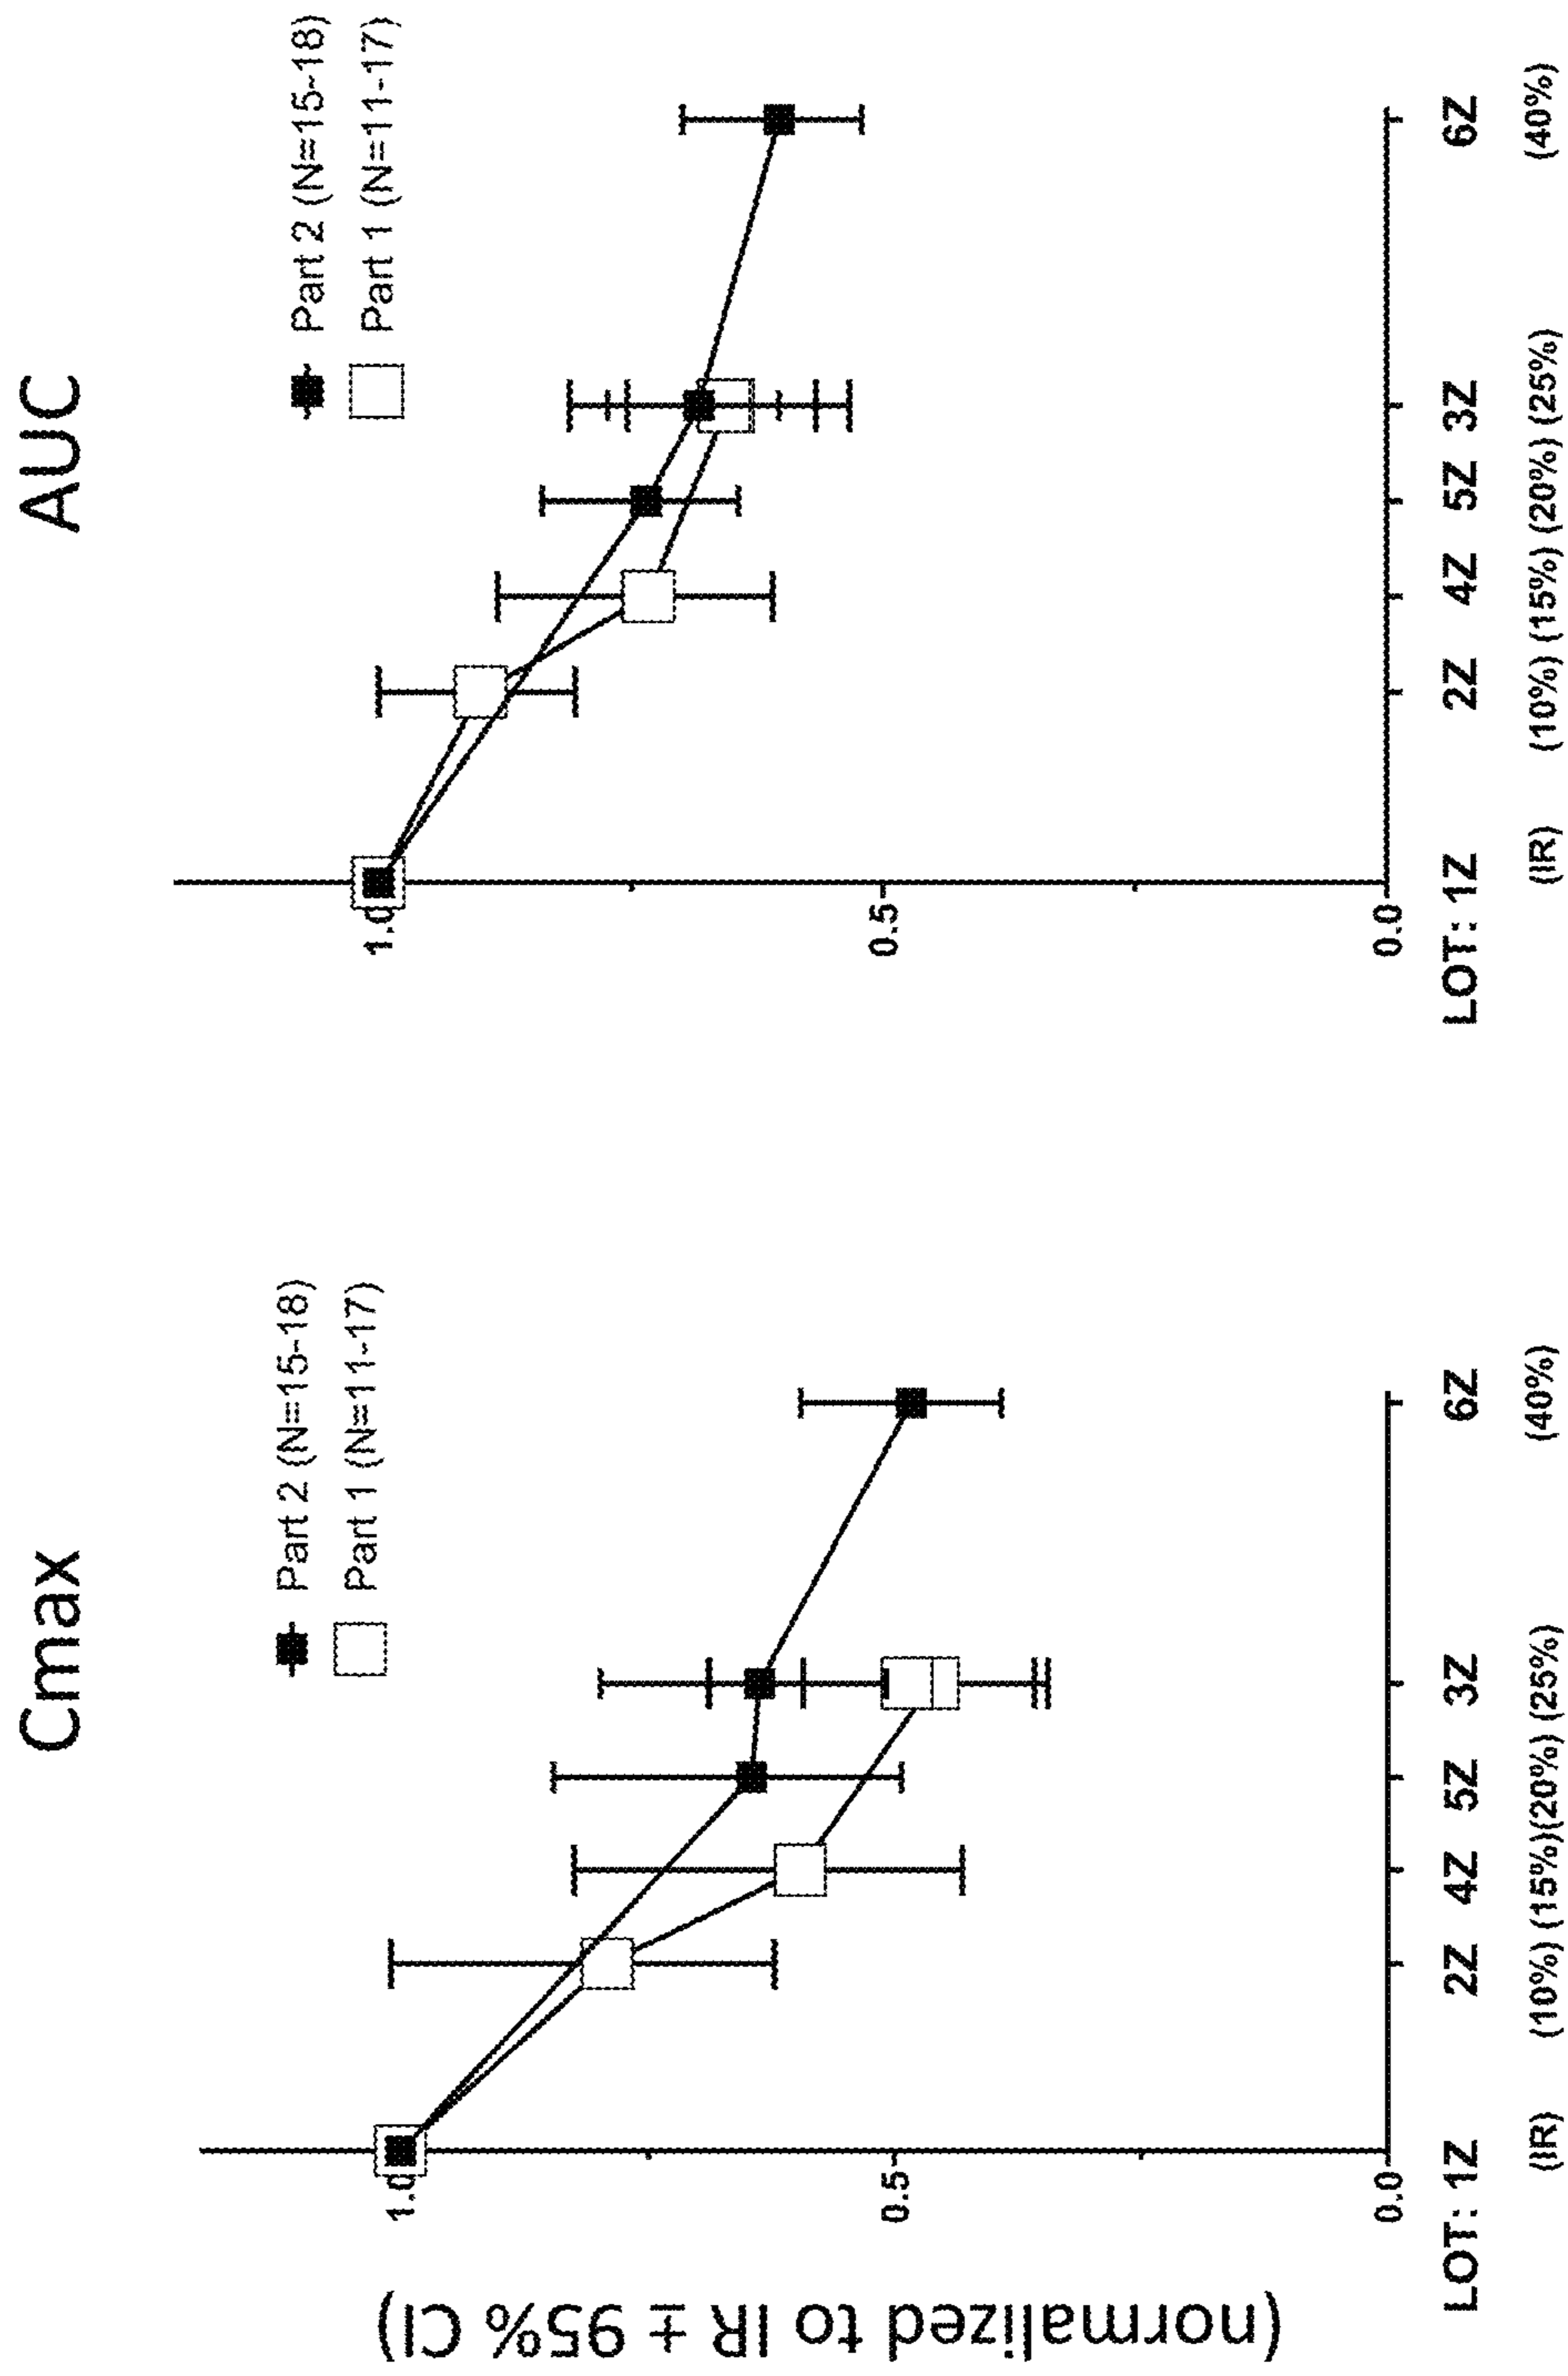 Cmax
Part 2 (N=15-18)
Part 1 (N=11-17)
(normalized to IR ± 95% CI)
1.0
0.5
0.0
LOT: 1Z 2Z 4Z 5Z 3Z 6Z
(IR) (10%) (15%)(20%) (25%) (40%)
AUC
Part 2 (N=15-18)
Part 1 (N=11-17)
1.0
0.5
0.0
LOT: 1Z 2Z 4Z 5Z 3Z 6Z
(IR) (10%) (15%) (20%) (25%) (40%)